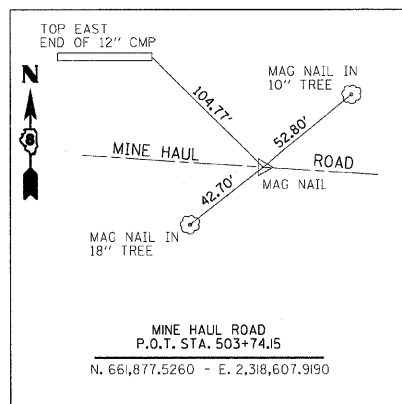 TOP EAST
END OF 12" CMP
N
8
104.77'
MAG NAIL IN
10" TREE
52.80'
MINE HAUL ROAD
MAG NAIL
42.70'
MAG NAIL IN
18" TREE
MINE HAUL ROAD
P.O.T. STA. 503+74.15
N. 661,877.5260 - E. 2,318,607.9190